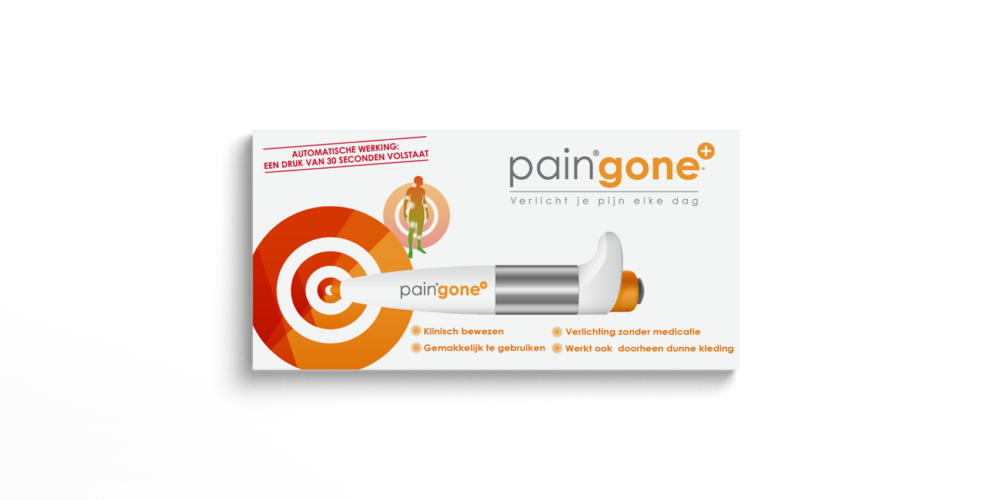 AUTOMATISCHE WERKING:
EEN DRUK VAN 30 SECONDEN VOLSTAAT
pain®gone+
Verlicht je pijn elke dag
pain®gone+
Klinisch bewezen
Verlichting zonder medicatie
Gemakkelijk te gebruiken
Werkt ook doorheen dunne kleding